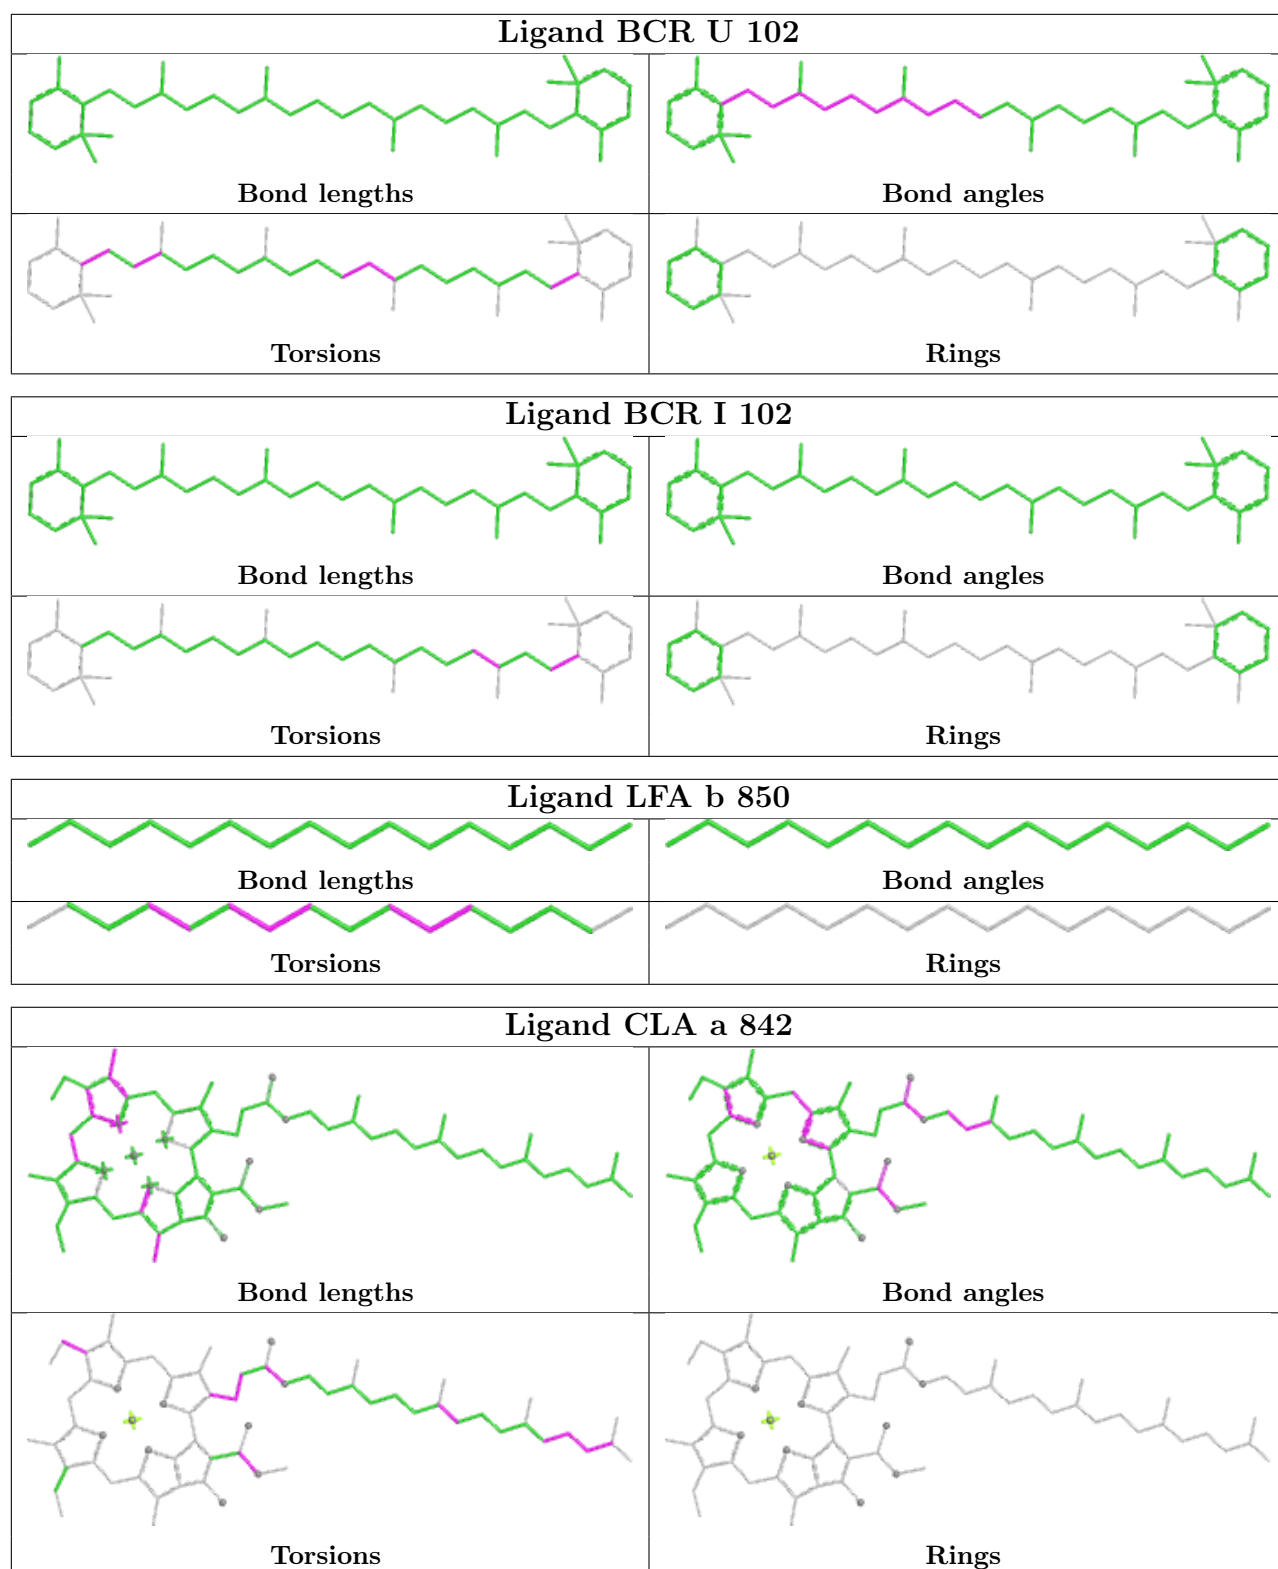 Ligand BCR U 102
Bond lengths
Bond angles
Torsions
Rings
Ligand BCR I 102
Bond lengths
Bond angles
Torsions
Rings
Ligand LFA b 850
Bond lengths
Bond angles
Torsions
Rings
Ligand CLA a 842
Bond lengths
Bond angles
Torsions
Rings